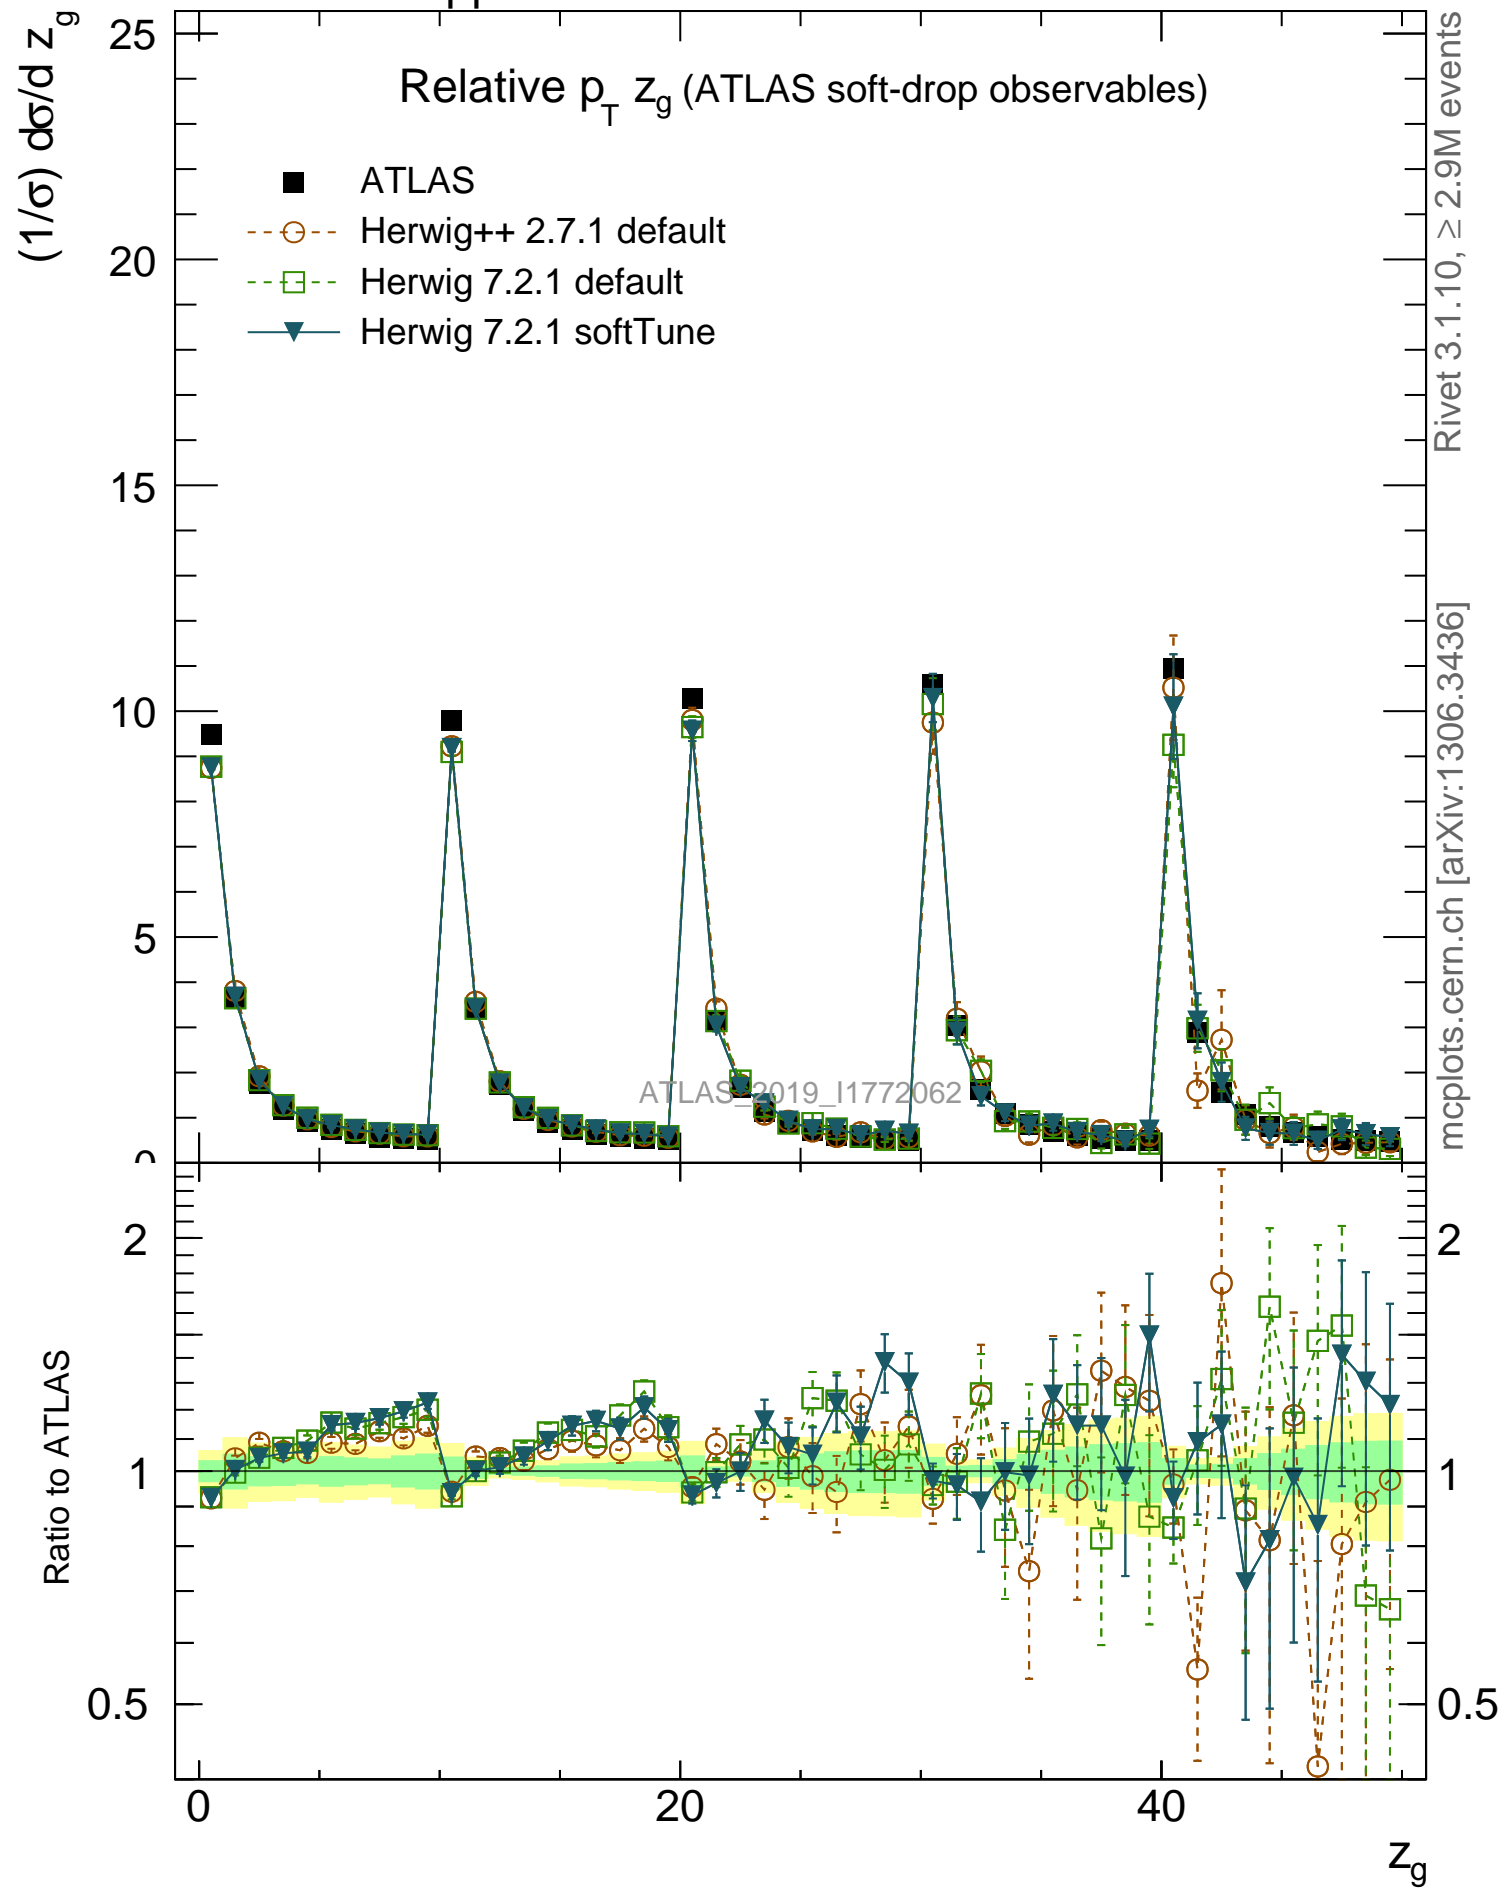 (1/σ) dσ/d z_g
25
20
15
10
5
0
Relative p_T z_g (ATLAS soft-drop observables)
ATLAS
Herwig++ 2.7.1 default
Herwig 7.2.1 default
Herwig 7.2.1 softTune
ATLAS_2019_I1772062
Rivet 3.1.10, ≥ 2.9M events
mcplots.cern.ch [arXiv:1306.3436]
Ratio to ATLAS
2
1
0.5
2
1
0.5
0
20
40
z_g